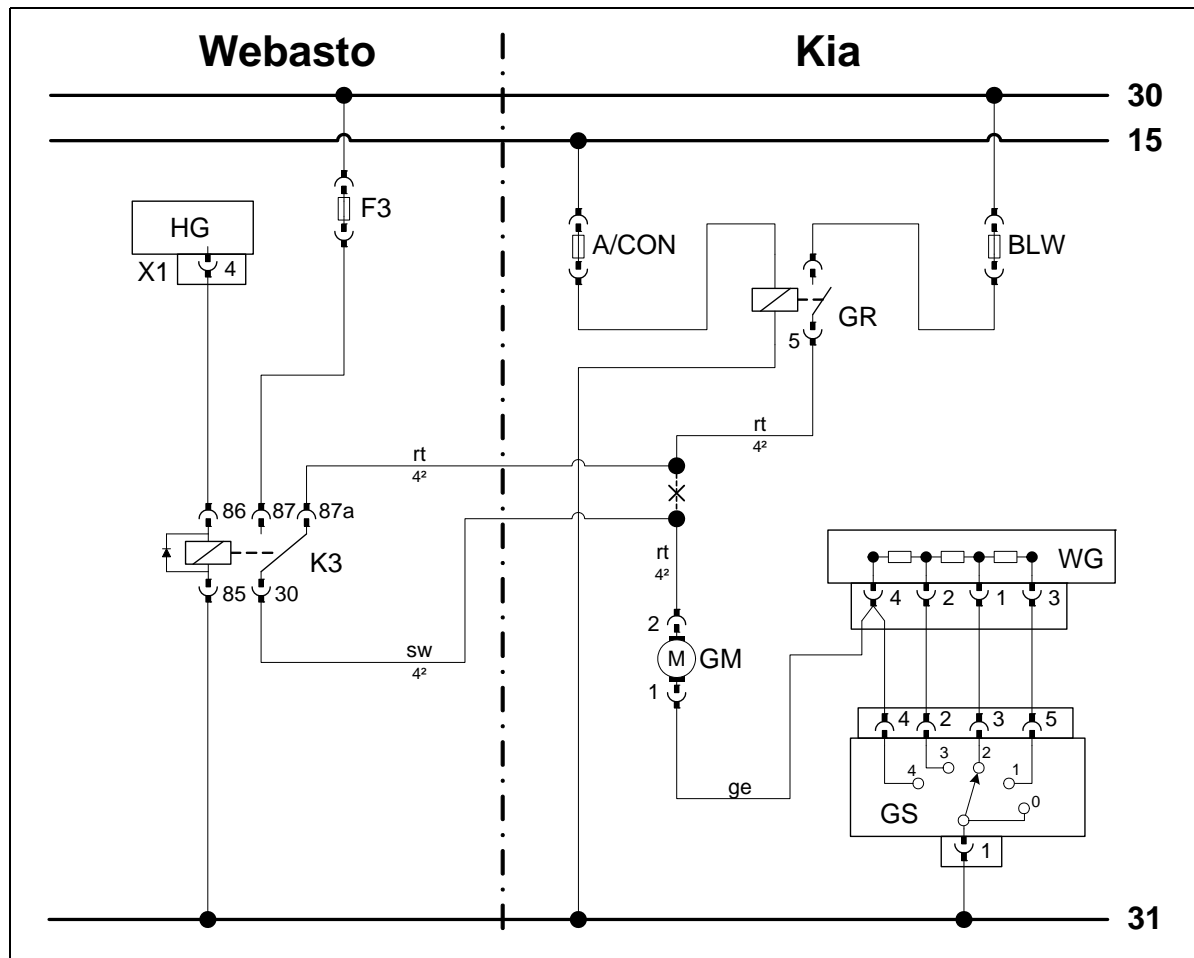 Webasto Kia
30
15
F3
HG
X1 4
A/CON
BLW
GR
5
rt
4²
rt
4²
86 87 87a
K3
85 30
rt
4²
WG
4 2 1 3
sw
4²
2
M GM
1
4 2 3 5
3 2
4 1
0
ge
GS
1
31